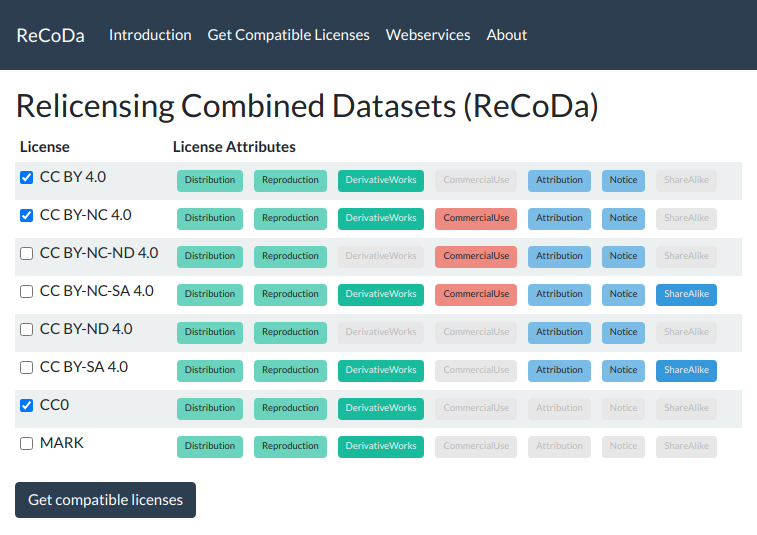 ReCoDa Introduction Get Compatible Licenses Webservices About
Relicensing Combined Datasets (ReCoDa)
License License Attributes
CC BY 4.0 Distribution Reproduction DerivativeWorks CommercialUse Attribution Notice ShareAlike
CC BY-NC 4.0 Distribution Reproduction DerivativeWorks CommercialUse Attribution Notice ShareAlike
CC BY-NC-ND 4.0 Distribution Reproduction DerivativeWorks CommercialUse Attribution Notice ShareAlike
CC BY-NC-SA 4.0 Distribution Reproduction DerivativeWorks CommercialUse Attribution Notice ShareAlike
CC BY-ND 4.0 Distribution Reproduction DerivativeWorks CommercialUse Attribution Notice ShareAlike
CC BY-SA 4.0 Distribution Reproduction DerivativeWorks CommercialUse Attribution Notice ShareAlike
CC0 Distribution Reproduction DerivativeWorks CommercialUse Attribution Notice ShareAlike
MARK Distribution Reproduction DerivativeWorks CommercialUse Attribution Notice ShareAlike
Get compatible licenses